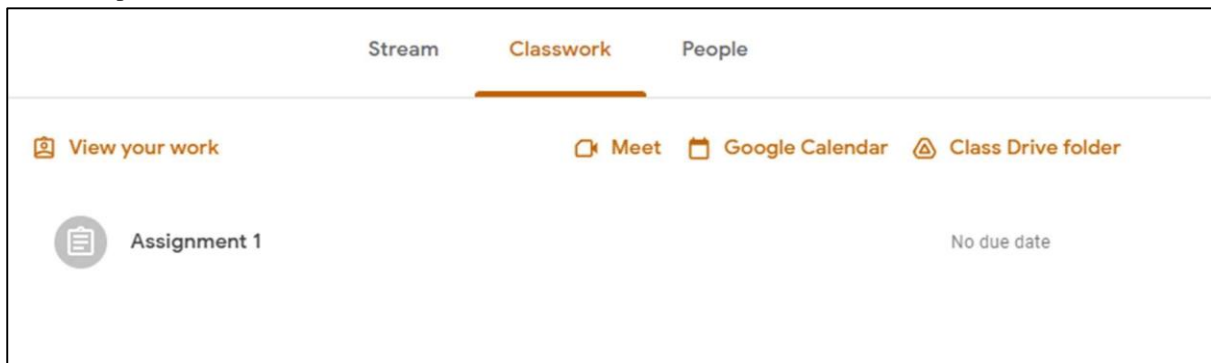 Stream Classwork People
View your work Meet Google Calendar Class Drive folder
Assignment 1 No due date